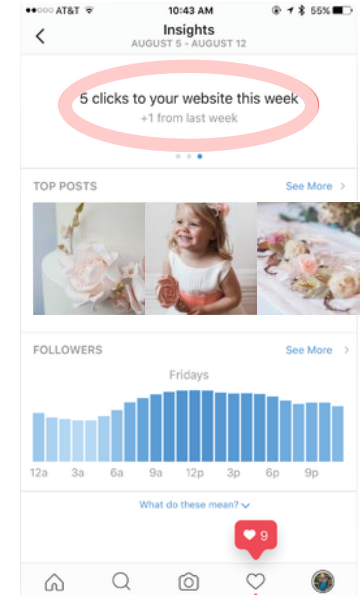 AT&T 10:43 AM 55%
Insights
AUGUST 5 - AUGUST 12
5 clicks to your website this week
+1 from last week
TOP POSTS See More
FOLLOWERS See More
Fridays
12a 3a 6a 9a 12p 3p 6p 9p
What do these mean?
9